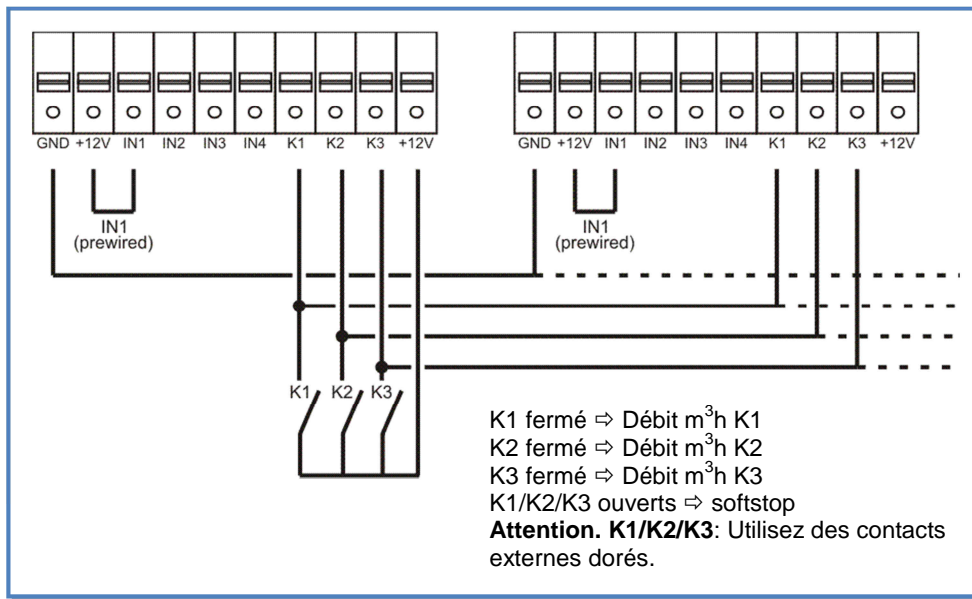 GND +12V IN1 IN2 IN3 IN4 K1 K2 K3 +12V
GND +12V IN1 IN2 IN3 IN4 K1 K2 K3 +12V
IN1
(prewired)
IN1
(prewired)
K1 K2 K3
K1 fermé ⇨ Débit m³h K1
K2 fermé ⇨ Débit m³h K2
K3 fermé ⇨ Débit m³h K3
K1/K2/K3 ouverts ⇨ softstop
Attention. K1/K2/K3: Utilisez des contacts
externes dorés.